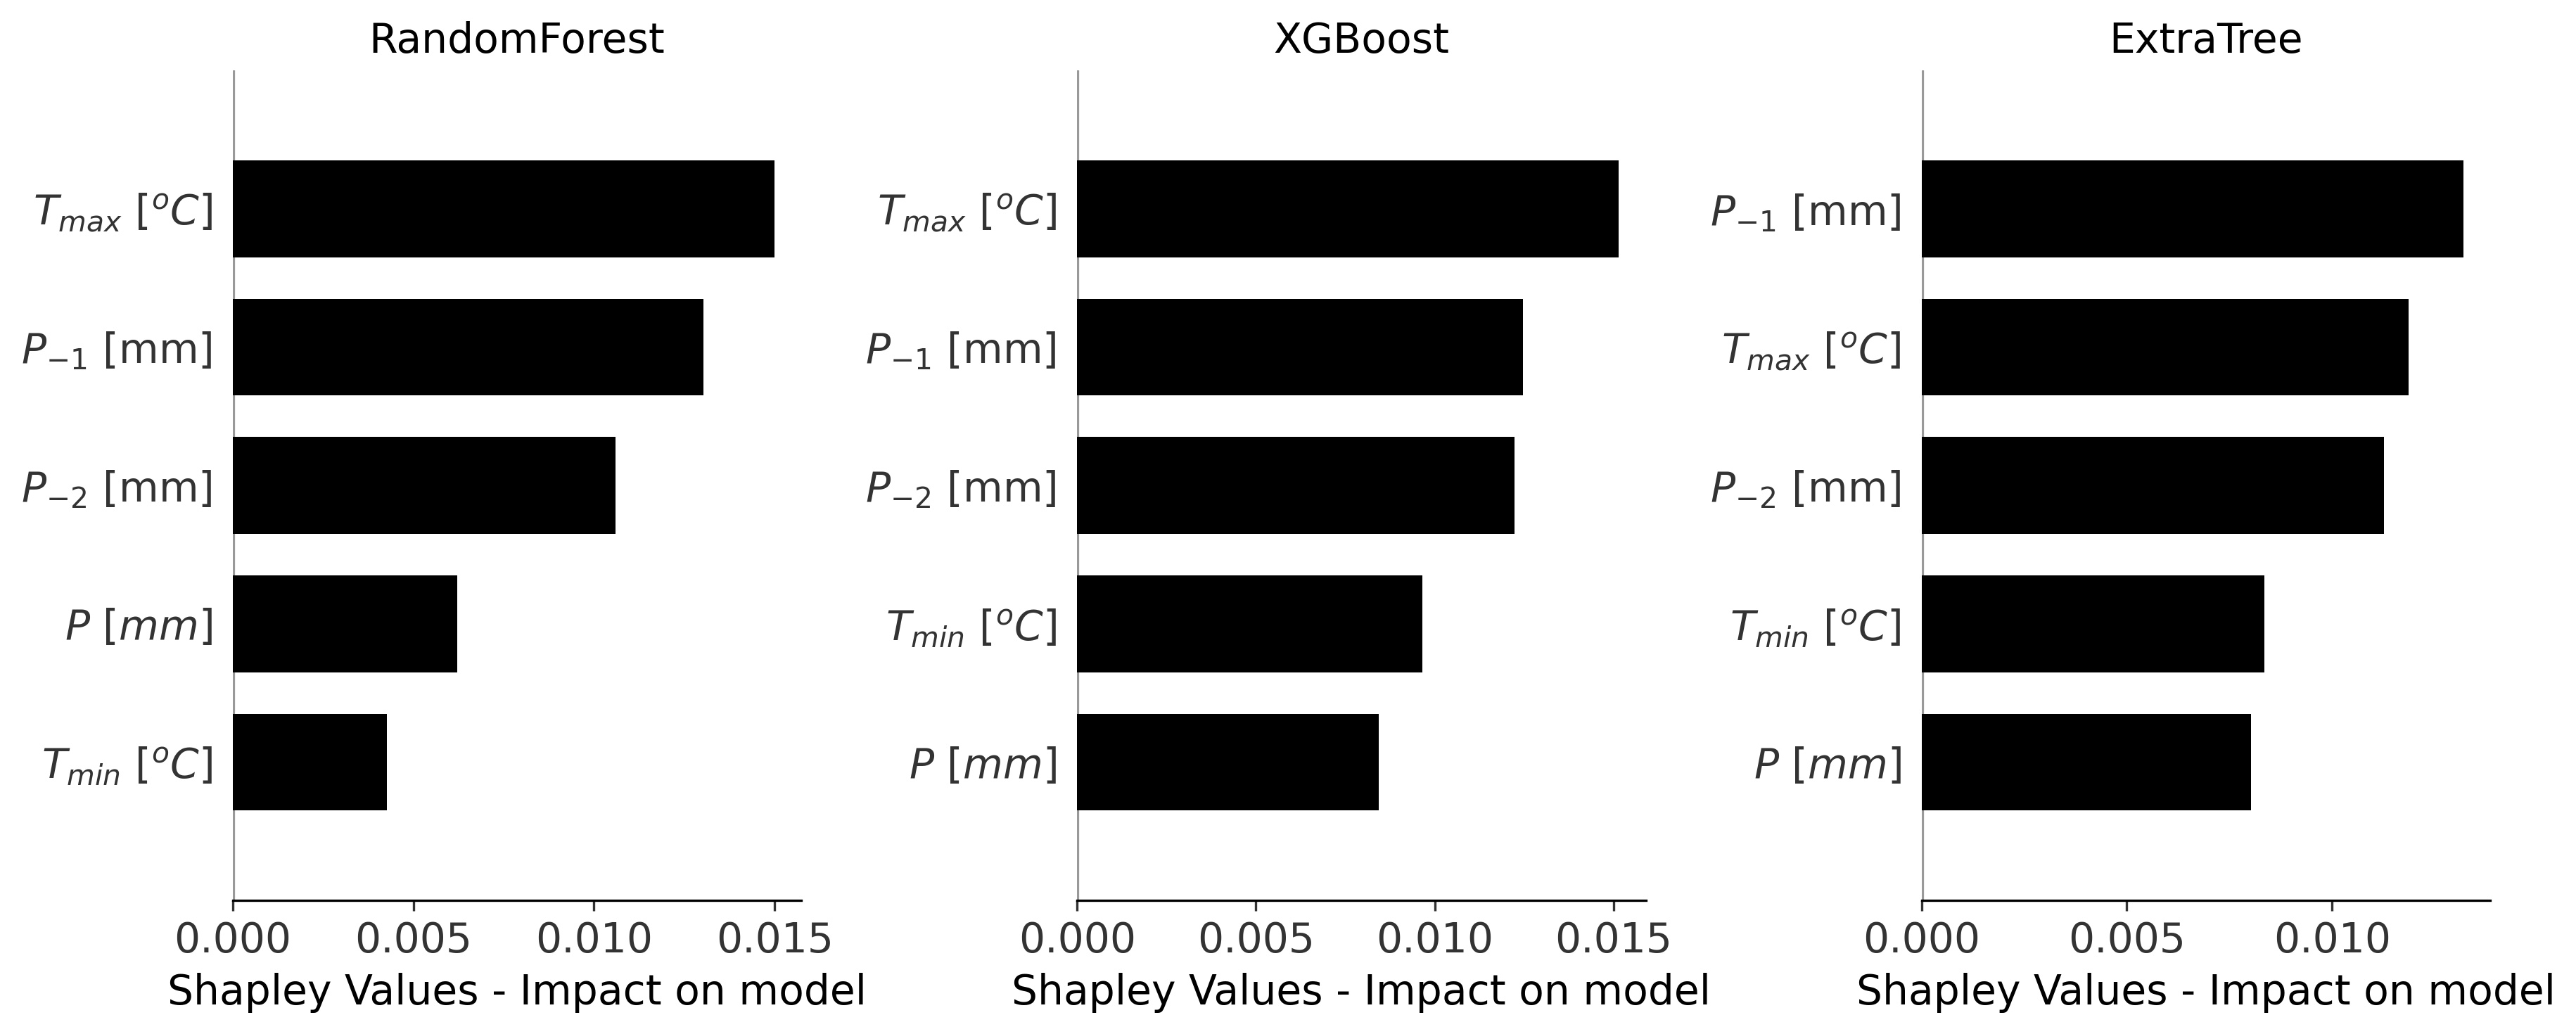 RandomForest
T_max [°C]
P_−1 [mm]
P_−2 [mm]
P [mm]
T_min [°C]
0.000 0.005 0.010 0.015
Shapley Values - Impact on model
XGBoost
T_max [°C]
P_−1 [mm]
P_−2 [mm]
T_min [°C]
P [mm]
0.000 0.005 0.010 0.015
Shapley Values - Impact on model
ExtraTree
P_−1 [mm]
T_max [°C]
P_−2 [mm]
T_min [°C]
P [mm]
0.000 0.005 0.010
Shapley Values - Impact on model